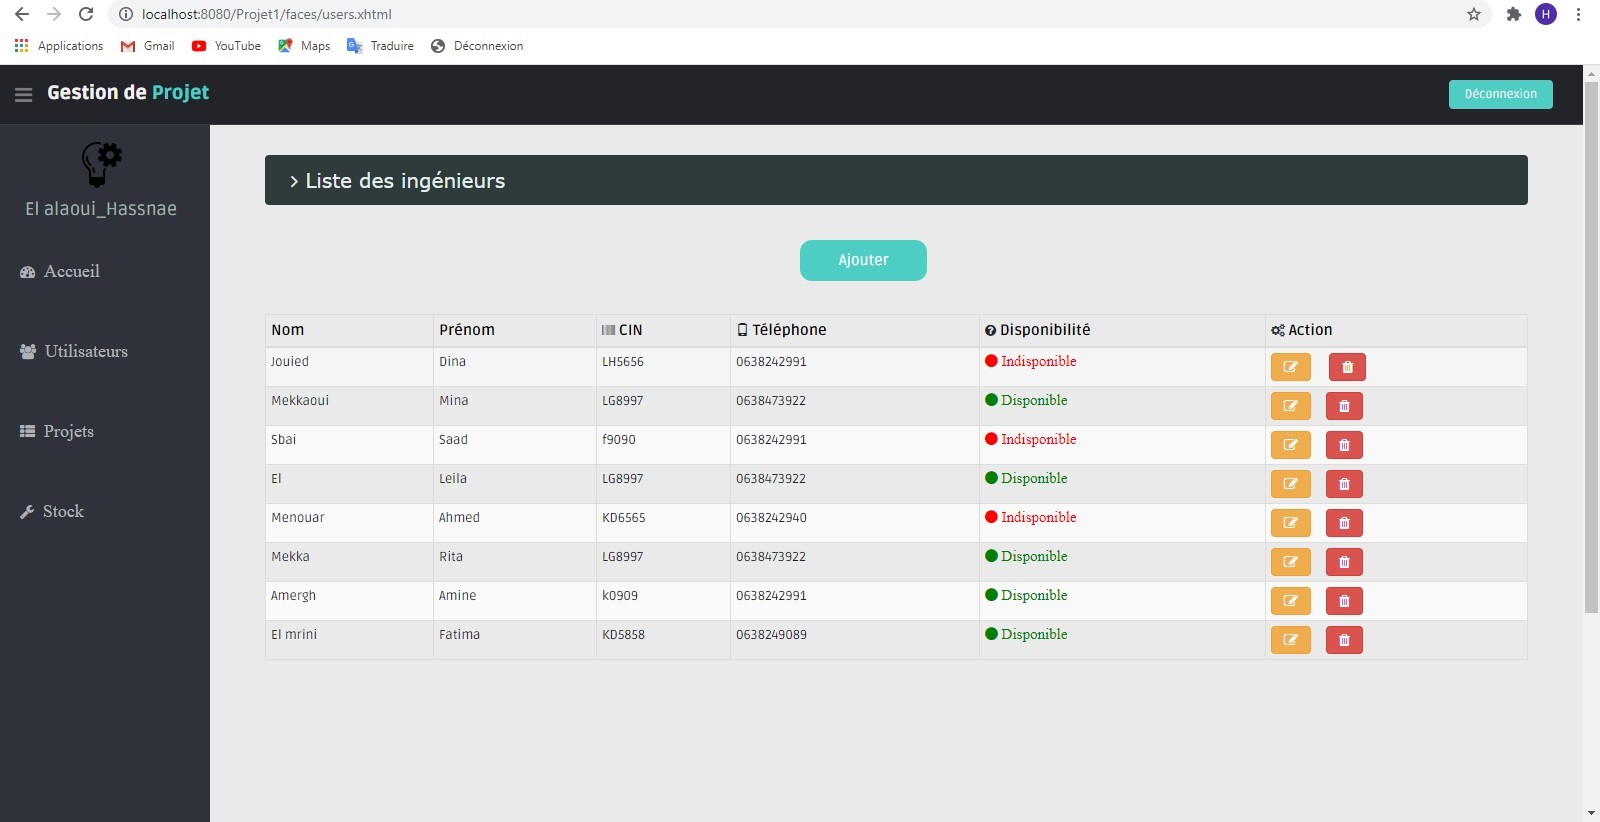 localhost:8080/Projet1/faces/users.xhtml H
Applications Gmail YouTube Maps Traduire Déconnexion
Gestion de Projet Déconnexion
El alaoui_Hassnae
Accueil
Utilisateurs
Projets
Stock
> Liste des ingénieurs
Ajouter
Nom Prénom CIN Téléphone Disponibilité Action
Jouied Dina LH5656 0638242991 Indisponible
Mekkaoui Mina LG8997 0638473922 Disponible
Sbai Saad f9090 0638242991 Indisponible
El Leila LG8997 0638473922 Disponible
Menouar Ahmed KD6565 0638242940 Indisponible
Mekka Rita LG8997 0638473922 Disponible
Amergh Amine k0909 0638242991 Disponible
El mrini Fatima KD5858 0638249089 Disponible